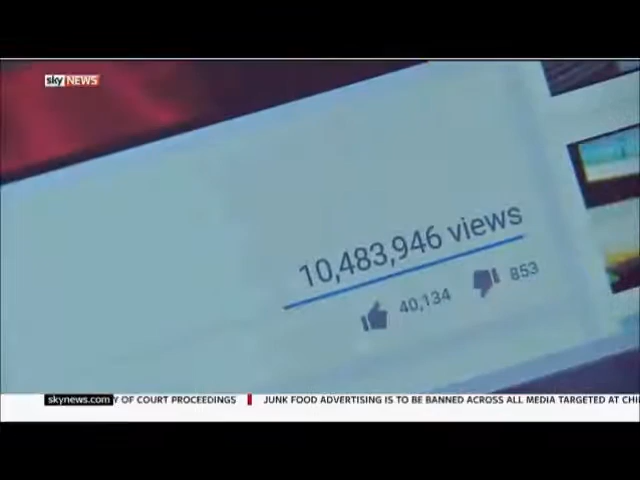 sky NEWS
10,483,946 views
40,134 853
skynews.com Y OF COURT PROCEEDINGS JUNK FOOD ADVERTISING IS TO BE BANNED ACROSS ALL MEDIA TARGETED AT CHI